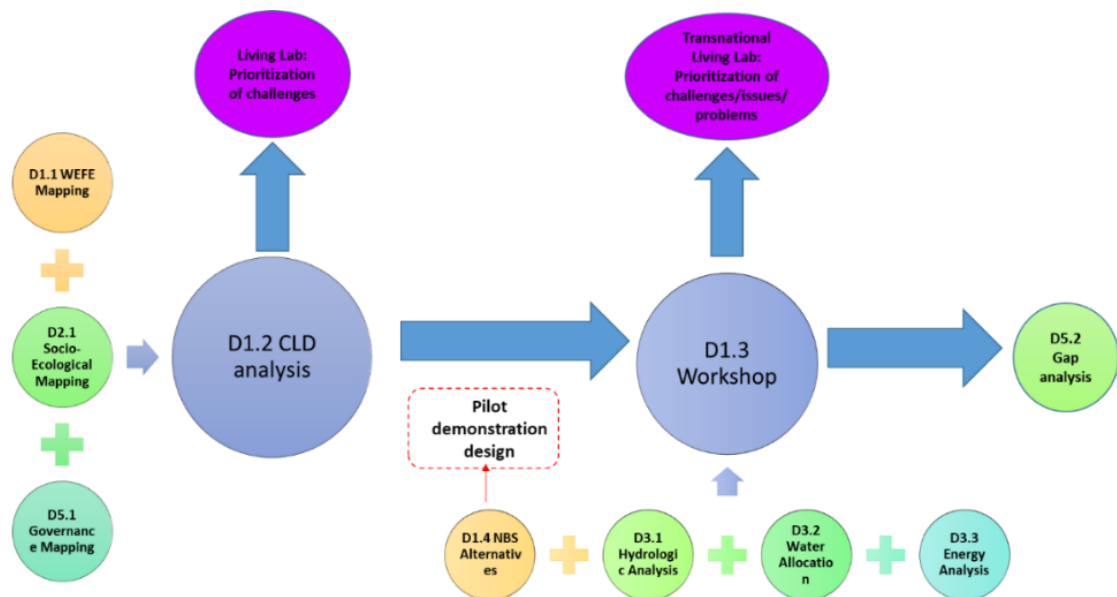 Living Lab:
Prioritization
of challenges
Transnational
Living Lab:
Prioritization of
challenges/issues/
problems
D1.1 WEFE
Mapping
D2.1
Socio-
Ecological
Mapping
D5.1
Governanc
e Mapping
D1.2 CLD
analysis
D1.3
Workshop
D5.2
Gap
analysis
Pilot
demonstration
design
D1.4 NBS
Alternativ
es
D3.1
Hydrologi
c Analysis
D3.2
Water
Allocatio
n
D3.3
Energy
Analysis